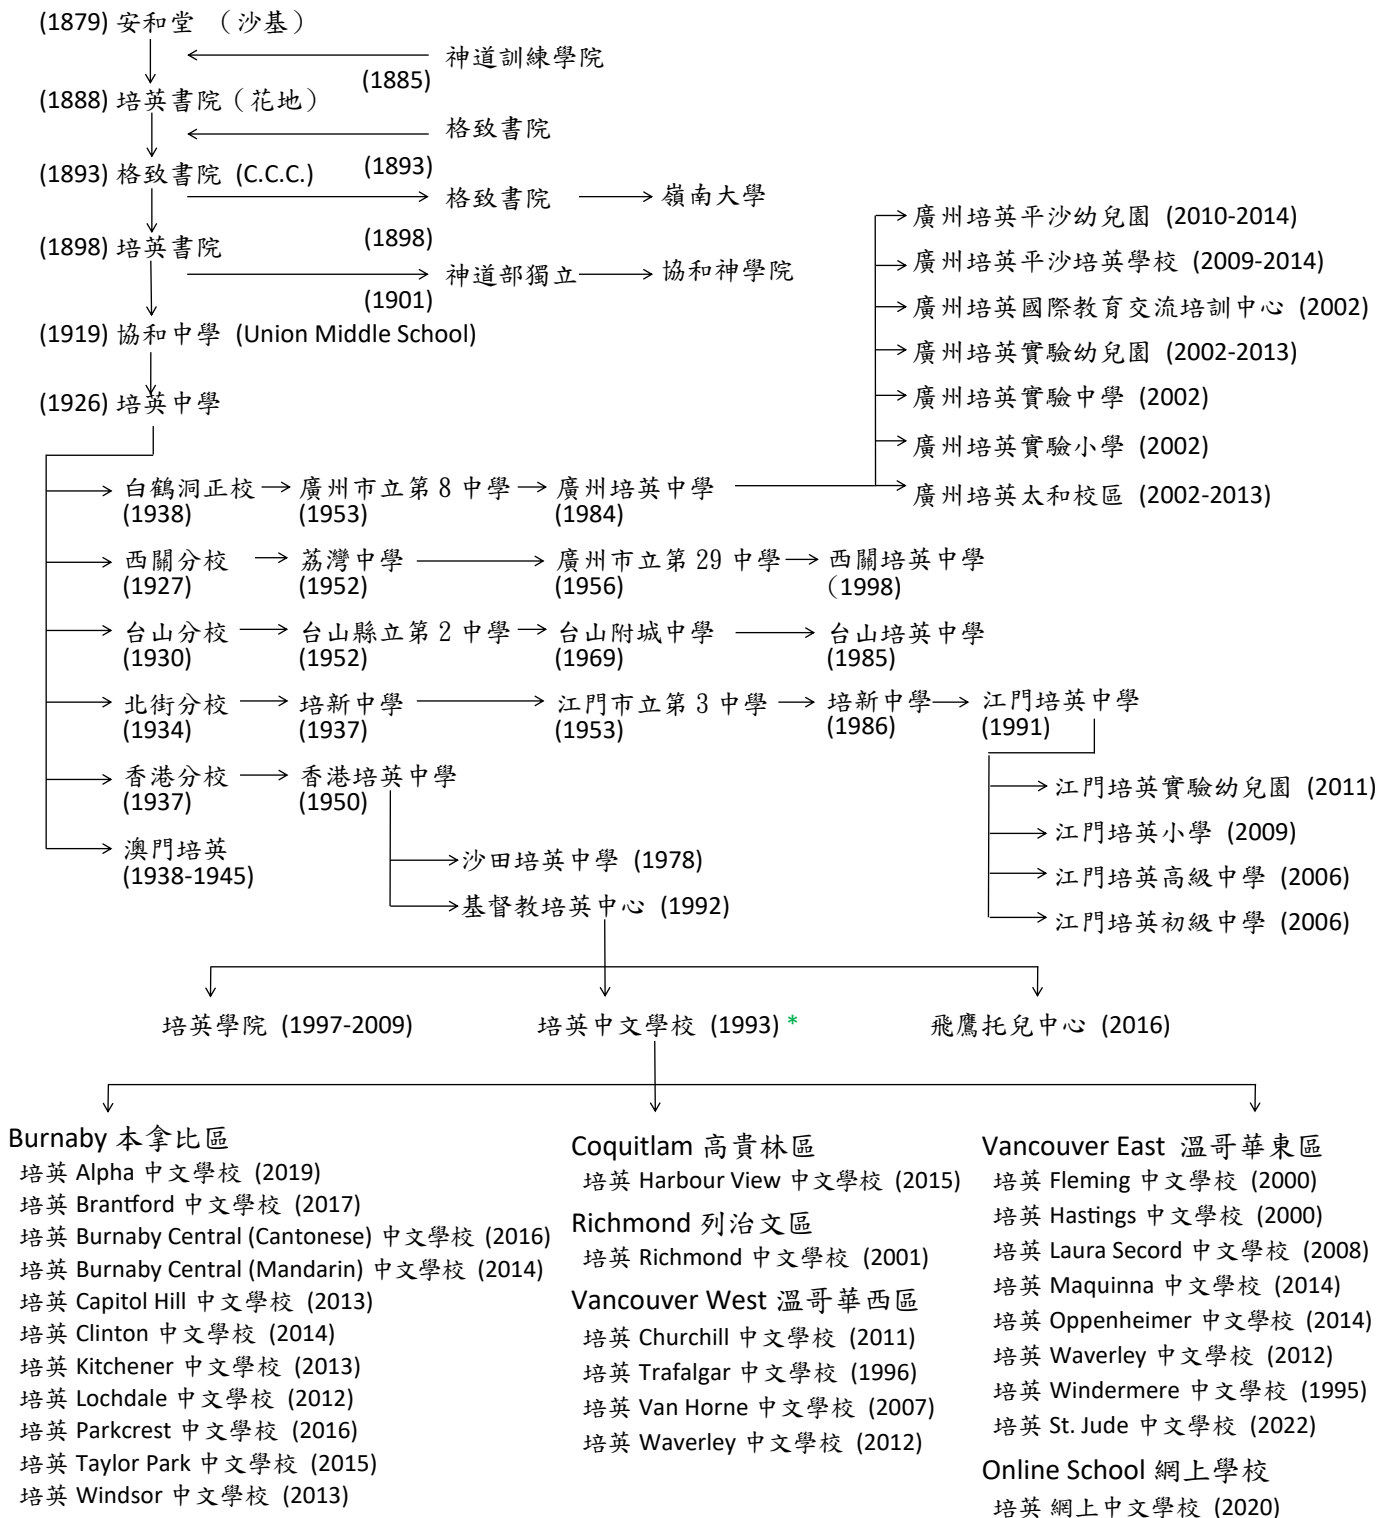 (1879) 安和堂 （沙基）
神道訓練學院
(1885)
(1888) 培英書院（花地）
格致書院
(1893)
(1893) 格致書院 (C.C.C.)
格致書院
嶺南大學
(1898)
(1898) 培英書院
神道部獨立
協和神學院
(1901)
(1919) 協和中學 (Union Middle School)
(1926) 培英中學
廣州培英平沙幼兒園 (2010-2014)
廣州培英平沙培英學校 (2009-2014)
廣州培英國際教育交流培訓中心 (2002)
廣州培英實驗幼兒園 (2002-2013)
廣州培英實驗中學 (2002)
廣州培英實驗小學 (2002)
廣州培英太和校區 (2002-2013)
白鶴洞正校
(1938)
廣州市立第 8 中學
(1953)
廣州培英中學
(1984)
西關分校
(1927)
荔灣中學
(1952)
廣州市立第 29 中學
(1956)
西關培英中學
（1998)
台山分校
(1930)
台山縣立第 2 中學
(1952)
台山附城中學
(1969)
台山培英中學
(1985)
北街分校
(1934)
培新中學
(1937)
江門市立第 3 中學
(1953)
培新中學
(1986)
江門培英中學
(1991)
香港分校
(1937)
香港培英中學
(1950)
江門培英實驗幼兒園 (2011)
江門培英小學 (2009)
江門培英高級中學 (2006)
江門培英初級中學 (2006)
澳門培英
(1938-1945)
沙田培英中學 (1978)
基督教培英中心 (1992)
培英學院 (1997-2009)
培英中文學校 (1993) *
飛鷹托兒中心 (2016)
Burnaby 本拿比區
培英 Alpha 中文學校 (2019)
培英 Brantford 中文學校 (2017)
培英 Burnaby Central (Cantonese) 中文學校 (2016)
培英 Burnaby Central (Mandarin) 中文學校 (2014)
培英 Capitol Hill 中文學校 (2013)
培英 Clinton 中文學校 (2014)
培英 Kitchener 中文學校 (2013)
培英 Lochdale 中文學校 (2012)
培英 Parkcrest 中文學校 (2016)
培英 Taylor Park 中文學校 (2015)
培英 Windsor 中文學校 (2013)
Coquitlam 高貴林區
培英 Harbour View 中文學校 (2015)
Richmond 列治文區
培英 Richmond 中文學校 (2001)
Vancouver West 溫哥華西區
培英 Churchill 中文學校 (2011)
培英 Trafalgar 中文學校 (1996)
培英 Van Horne 中文學校 (2007)
培英 Waverley 中文學校 (2012)
Vancouver East 溫哥華東區
培英 Fleming 中文學校 (2000)
培英 Hastings 中文學校 (2000)
培英 Laura Secord 中文學校 (2008)
培英 Maquinna 中文學校 (2014)
培英 Oppenheimer 中文學校 (2014)
培英 Waverley 中文學校 (2012)
培英 Windermere 中文學校 (1995)
培英 St. Jude 中文學校 (2022)
Online School 網上學校
培英 網上中文學校 (2020)